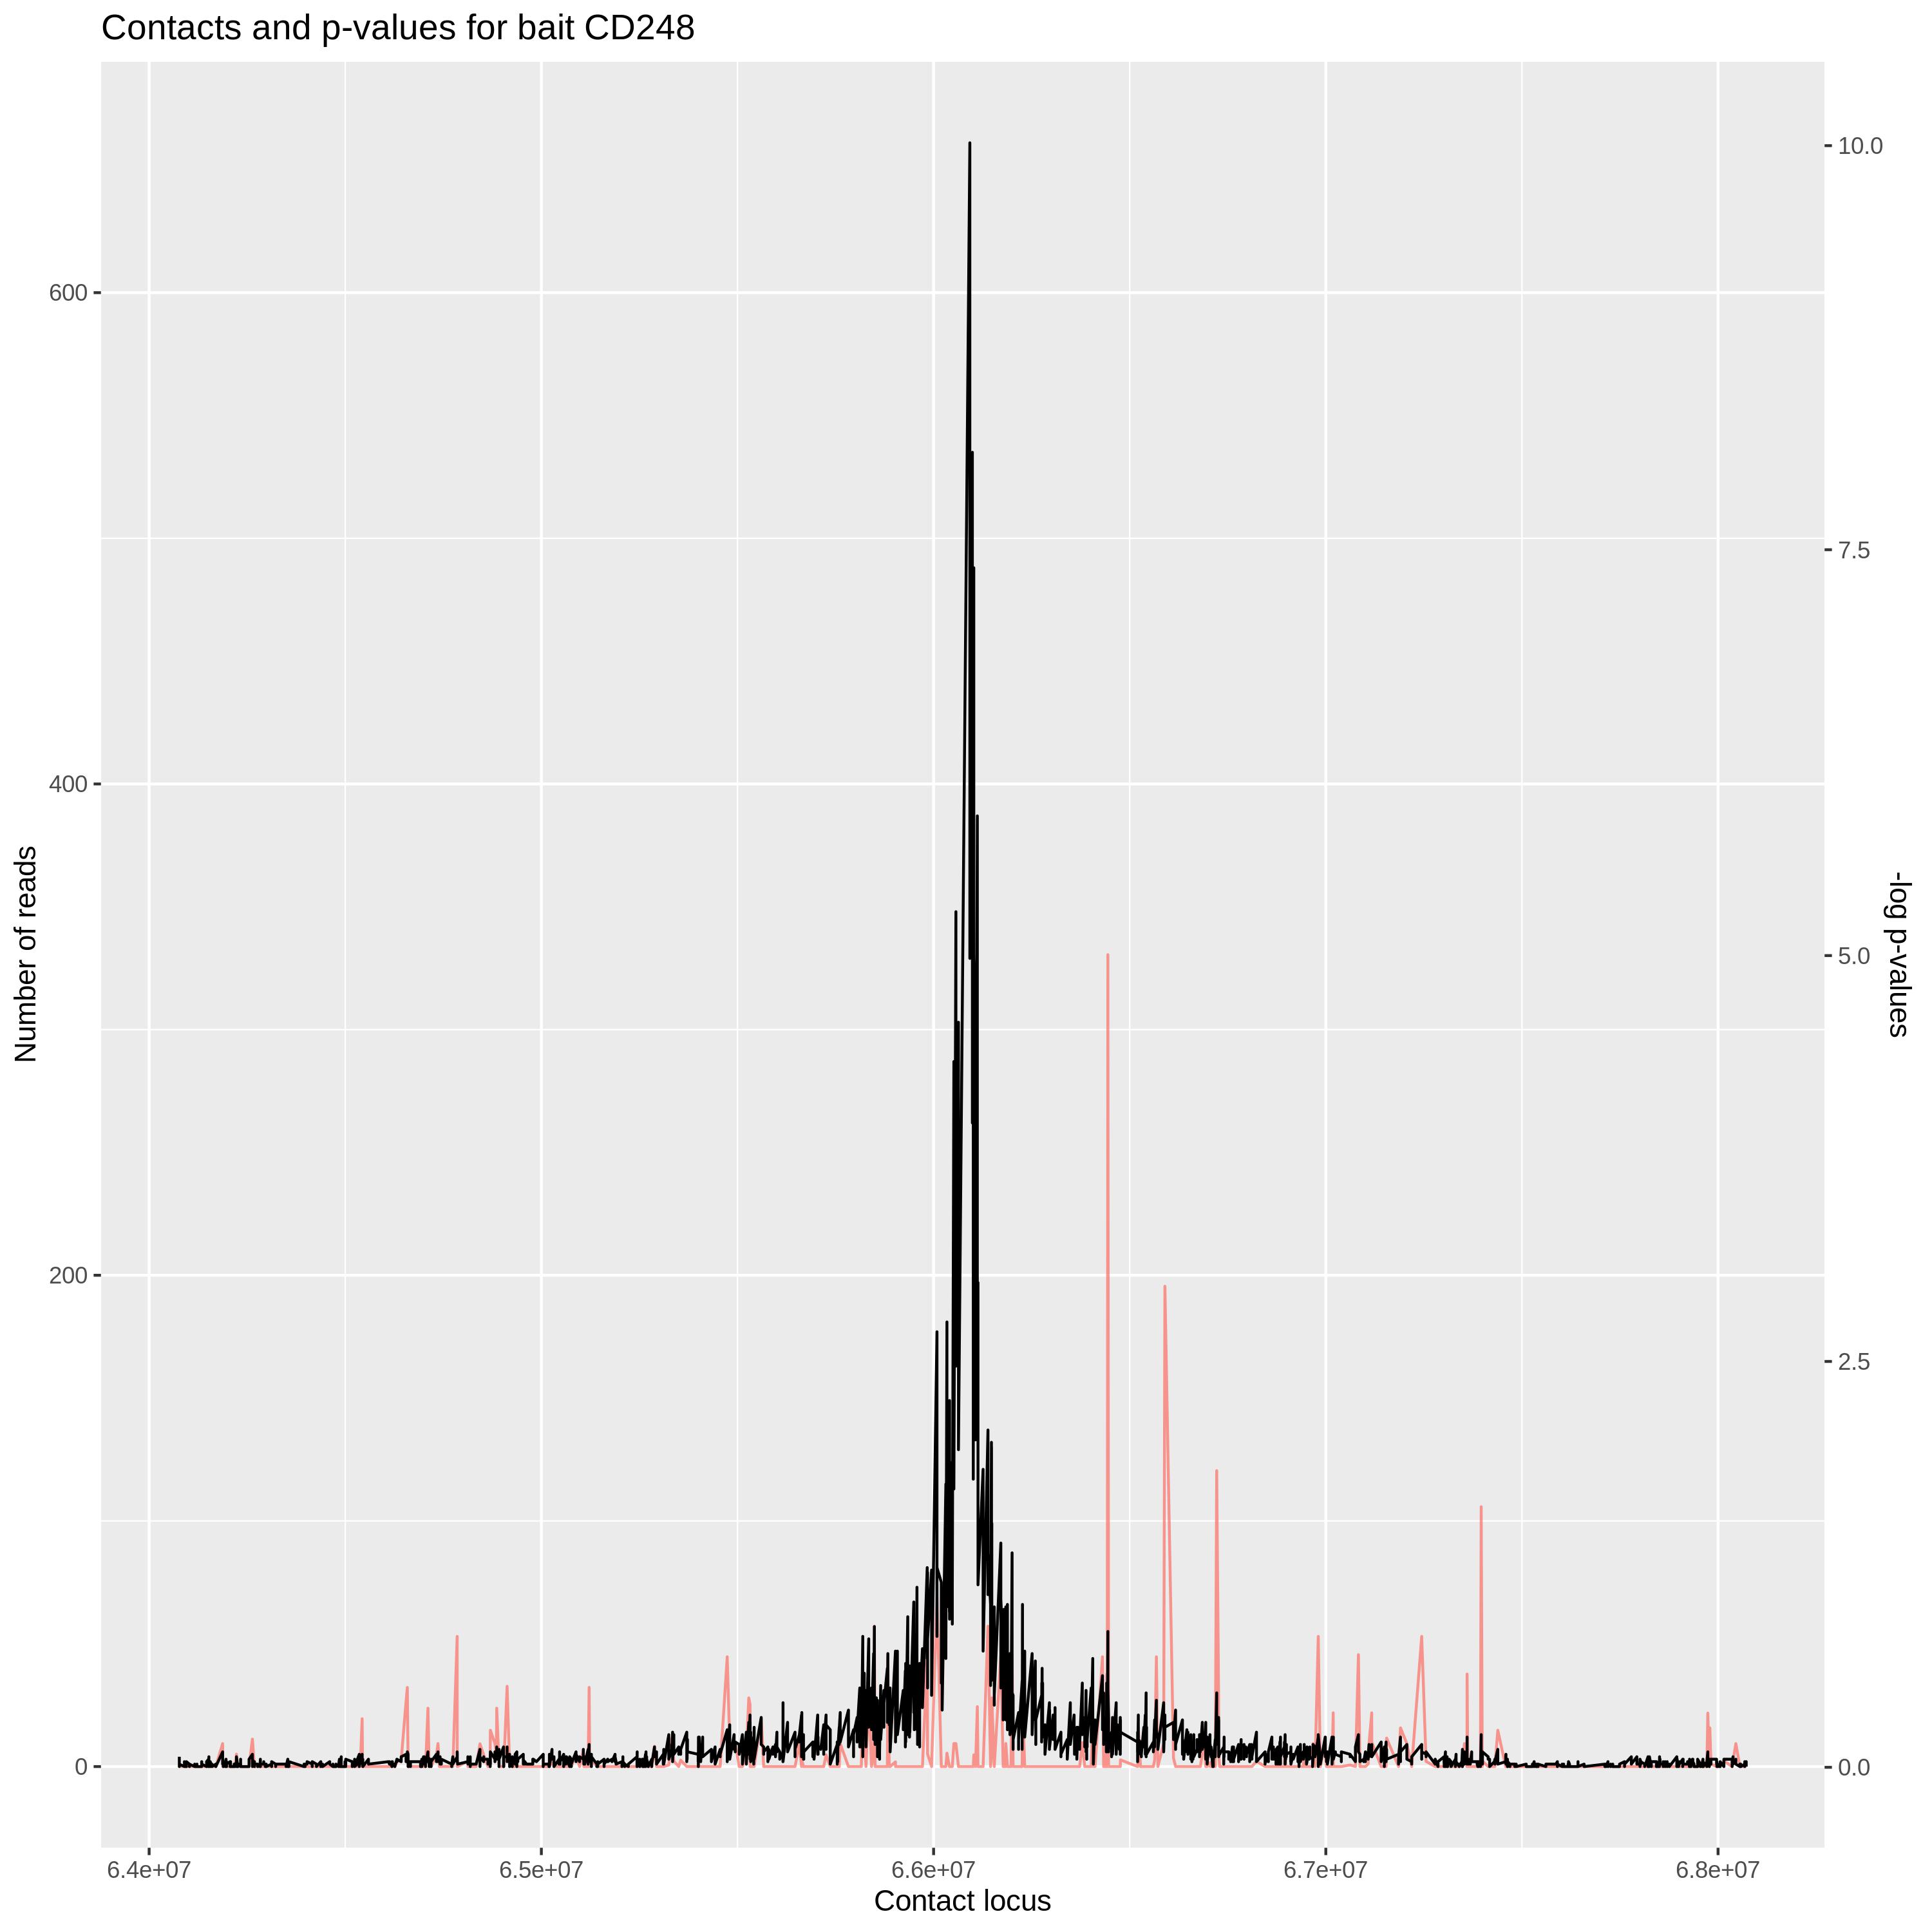 Contacts and p-values for bait CD248
600
400
200
0
10.0
7.5
5.0
2.5
0.0
Number of reads
-log p-values
6.4e+07 6.5e+07 6.6e+07 6.7e+07 6.8e+07
Contact locus